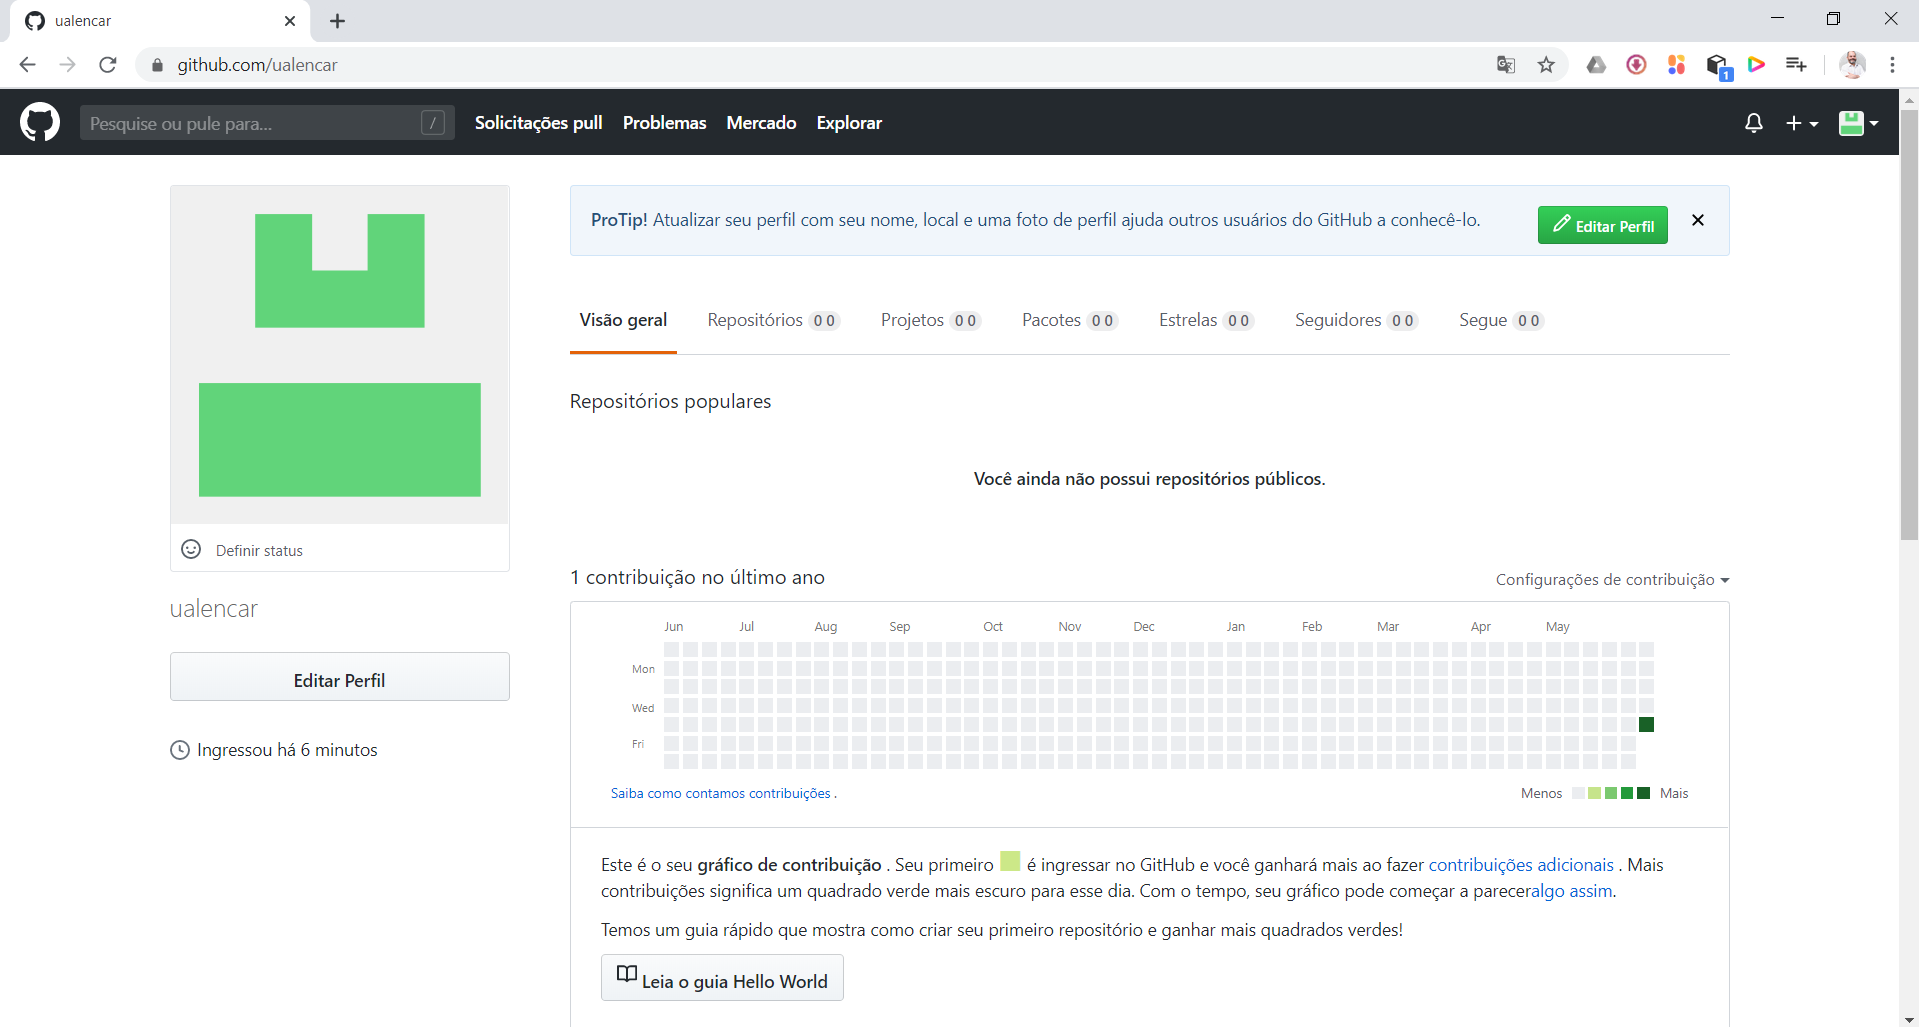 ualencar
github.com/ualencar
1
Pesquise ou pule para... /
Solicitações pull Problemas Mercado Explorar
ProTip! Atualizar seu perfil com seu nome, local e uma foto de perfil ajuda outros usuários do GitHub a conhecê-lo.
Editar Perfil
Visão geral Repositórios 0 0 Projetos 0 0 Pacotes 0 0 Estrelas 0 0 Seguidores 0 0 Segue 0 0
Repositórios populares
Você ainda não possui repositórios públicos.
Definir status
ualencar
Editar Perfil
Ingressou há 6 minutos
1 contribuição no último ano
Configurações de contribuição
Jun Jul Aug Sep Oct Nov Dec Jan Feb Mar Apr May
Mon
Wed
Fri
Saiba como contamos contribuições .
Menos Mais
Este é o seu gráfico de contribuição . Seu primeiro é ingressar no GitHub e você ganhará mais ao fazer contribuições adicionais . Mais
contribuições significa um quadrado verde mais escuro para esse dia. Com o tempo, seu gráfico pode começar a pareceralgo assim.
Temos um guia rápido que mostra como criar seu primeiro repositório e ganhar mais quadrados verdes!
Leia o guia Hello World